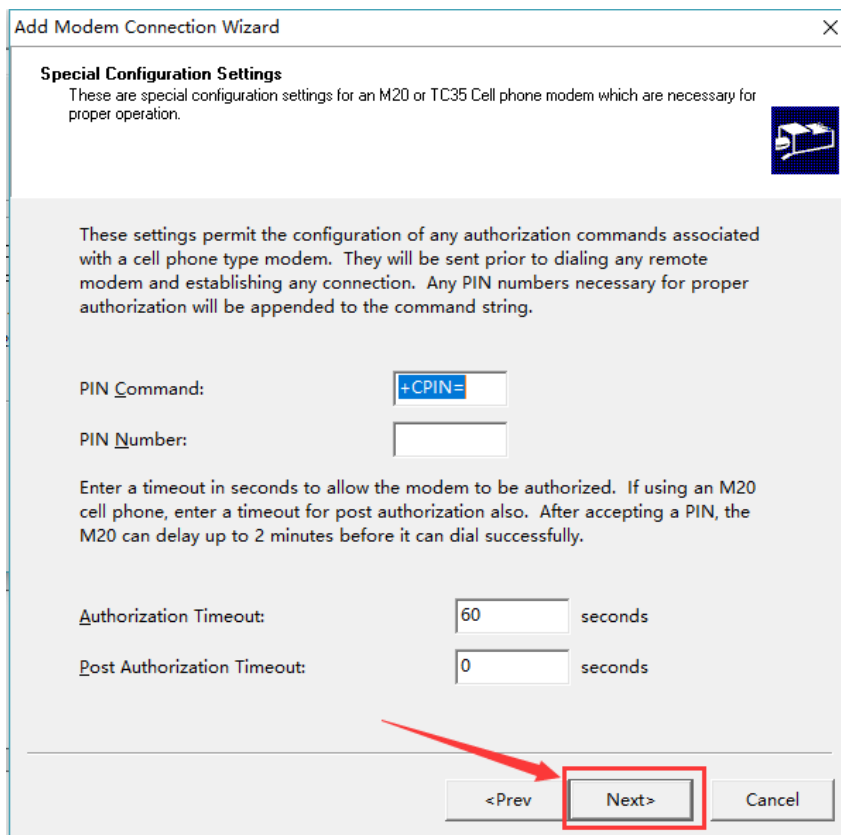 Add Modem Connection Wizard
Special Configuration Settings
These are special configuration settings for an M20 or TC35 Cell phone modem which are necessary for
proper operation.
These settings permit the configuration of any authorization commands associated
with a cell phone type modem.  They will be sent prior to dialing any remote
modem and establishing any connection.  Any PIN numbers necessary for proper
authorization will be appended to the command string.
PIN Command: +CPIN=
PIN Number:
Enter a timeout in seconds to allow the modem to be authorized.  If using an M20
cell phone, enter a timeout for post authorization also.  After accepting a PIN, the
M20 can delay up to 2 minutes before it can dial successfully.
Authorization Timeout: 60 seconds
Post Authorization Timeout: 0 seconds
<Prev Next> Cancel